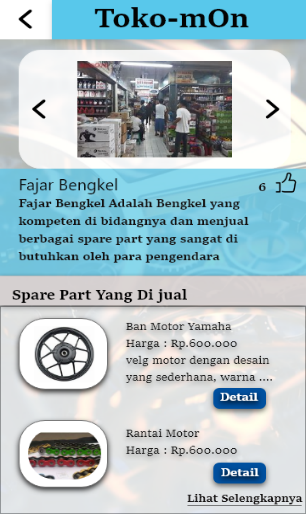 Toko-mOn
Fajar Bengkel
6
Fajar Bengkel Adalah Bengkel yang
kompeten di bidangnya dan menjual
berbagai spare part yang sangat di
butuhkan oleh para pengendara
Spare Part Yang Di jual
Ban Motor Yamaha
Harga : Rp.600.000
velg motor dengan desain
yang sederhana, warna ....
Detail
Rantai Motor
Harga : Rp.600.000
Detail
Lihat Selengkapnya